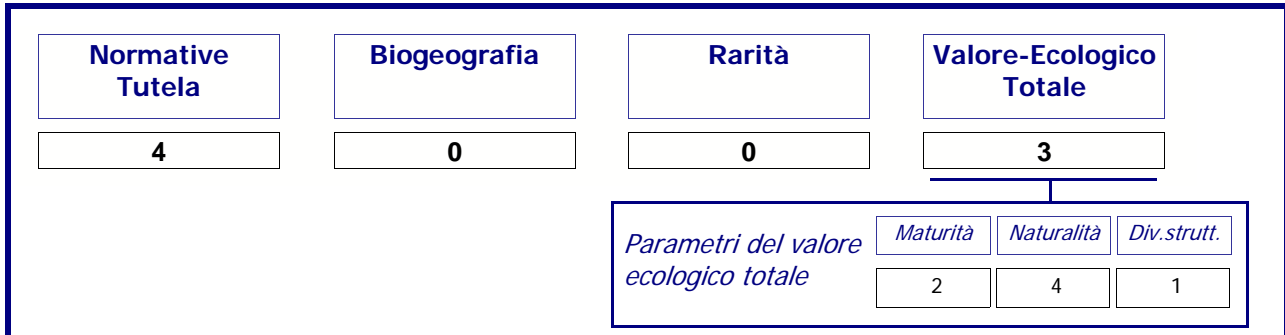 Normative
Tutela
Biogeografia
Rarità
Valore-Ecologico
Totale
4
0
0
3
Parametri del valore
ecologico totale
Maturità
Naturalità
Div.strutt.
2
4
1